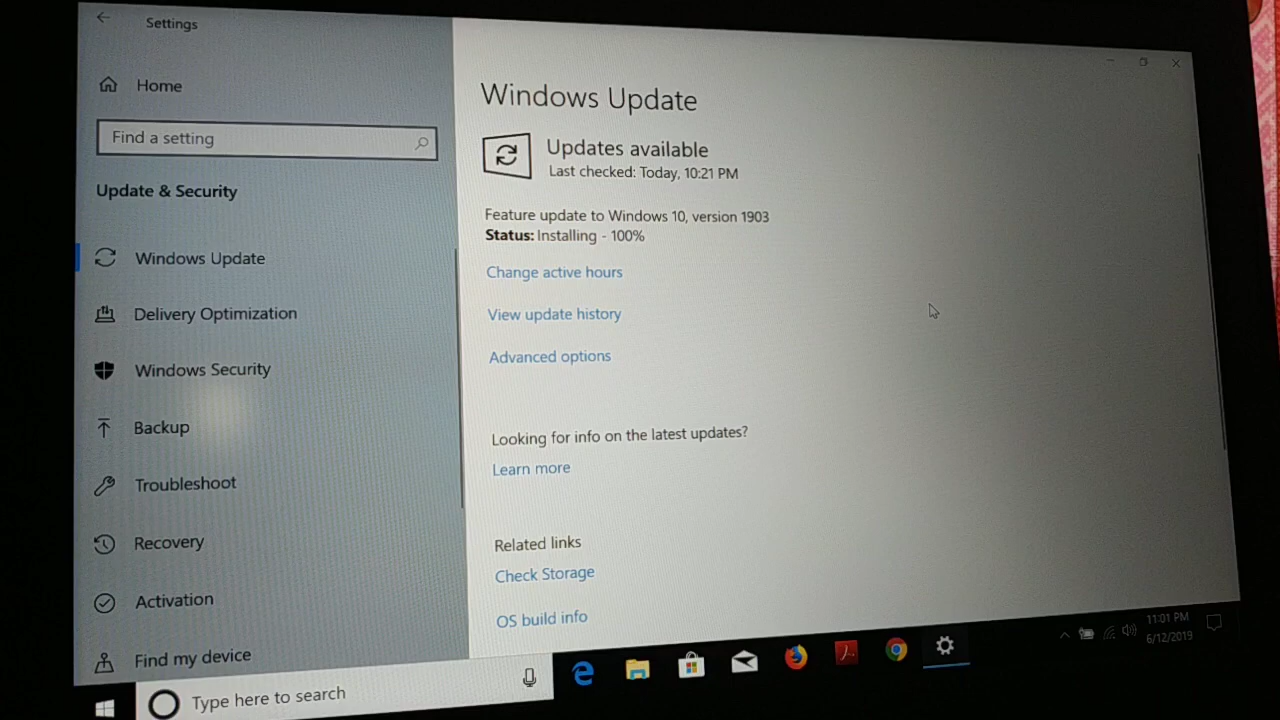 Settings
Home
Find a setting
Update & Security
Windows Update
Delivery Optimization
Windows Security
Backup
Troubleshoot
Recovery
Activation
Find my device
Windows Update
Updates available
Last checked: Today, 10:21 PM
Feature update to Windows 10, version 1903
Status: Installing - 100%
Change active hours
View update history
Advanced options
Looking for info on the latest updates?
Learn more
Related links
Check Storage
OS build info
Type here to search
11:01 PM
6/12/2019